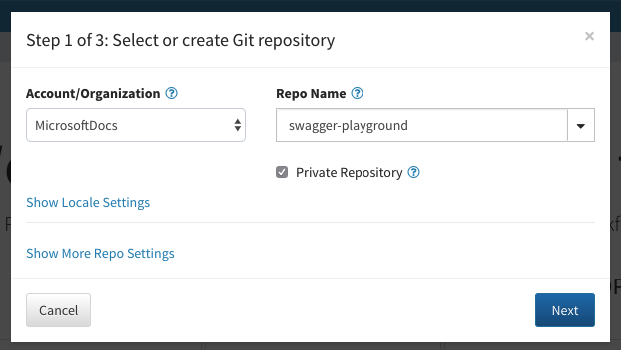 Step 1 of 3: Select or create Git repository
×
Account/Organization ?
Repo Name ?
MicrosoftDocs
swagger-playground
Private Repository ?
Show Locale Settings
Show More Repo Settings
Cancel
Next